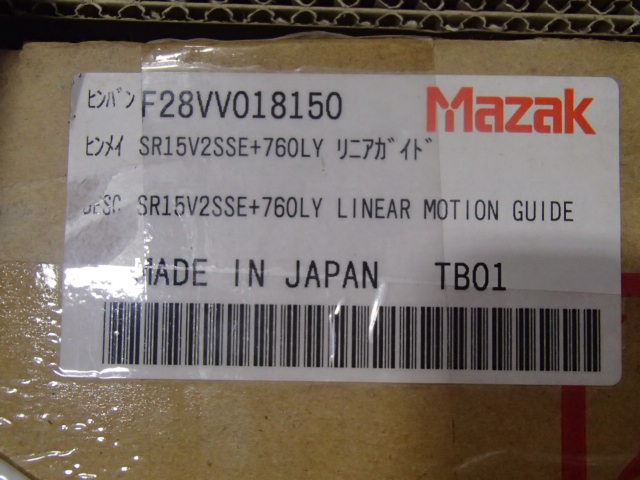 ﾋﾝﾊﾞﾝ F28VV018150 Mazak
ﾋﾝﾒｲ SR15V2SSE+760LY ﾘﾆｱｶﾞｲﾄﾞ
DESC SR15V2SSE+760LY LINEAR MOTION GUIDE
MADE IN JAPAN TB01